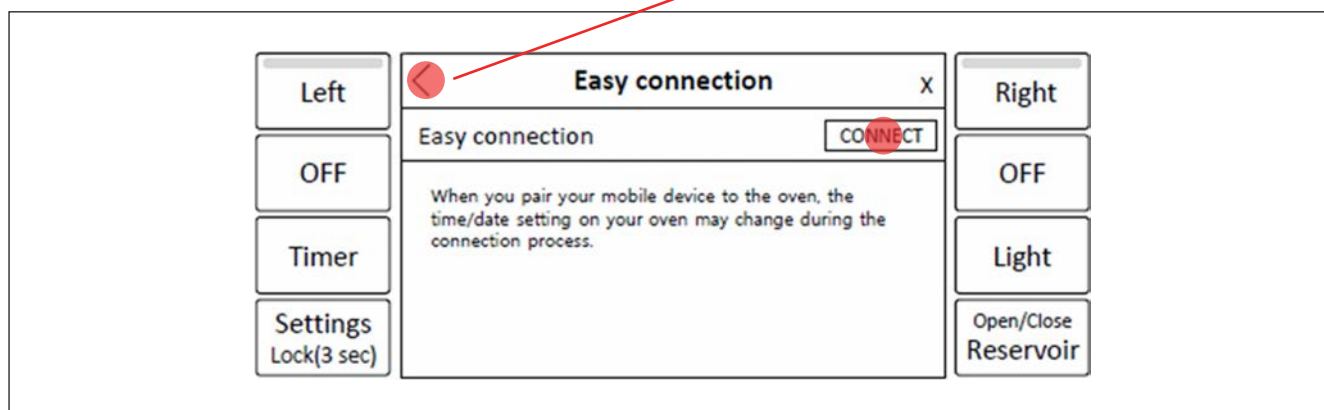 Left
OFF
Timer
Settings
Lock(3 sec)
Easy connection
X
Easy connection
CONNECT
When you pair your mobile device to the oven, the
time/date setting on your oven may change during the
connection process.
Right
OFF
Light
Open/Close
Reservoir